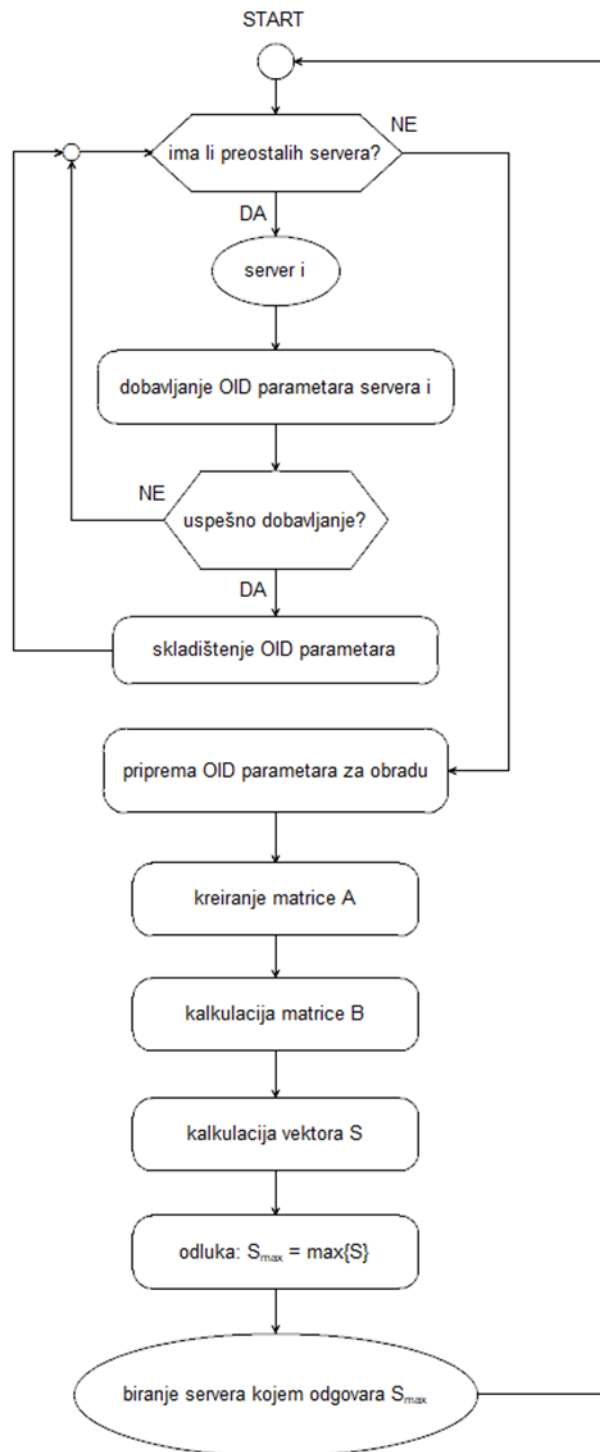 START
ima li preostalih servera?
NE
DA
server i
dobavljanje OID parametara servera i
NE
uspešno dobavljanje?
DA
skladištenje OID parametara
priprema OID parametara za obradu
kreiranje matrice A
kalkulacija matrice B
kalkulacija vektora S
odluka: Smax = max{S}
biranje servera kojem odgovara Smax